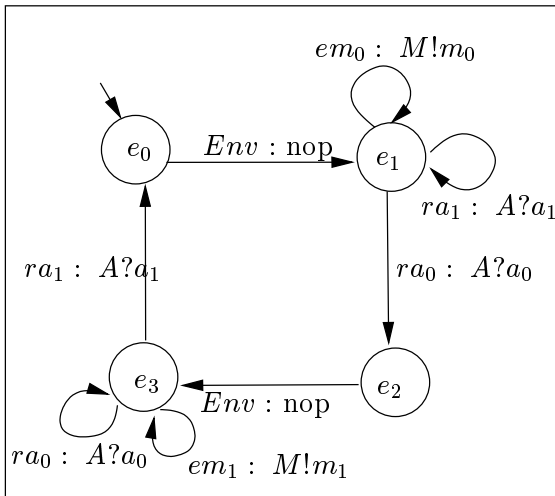 em₀ : M!m₀
e₀
Env : nop
e₁
ra₁ : A?a₁
ra₁ : A?a₁
ra₀ : A?a₀
e₃
Env : nop
e₂
ra₀ : A?a₀
em₁ : M!m₁